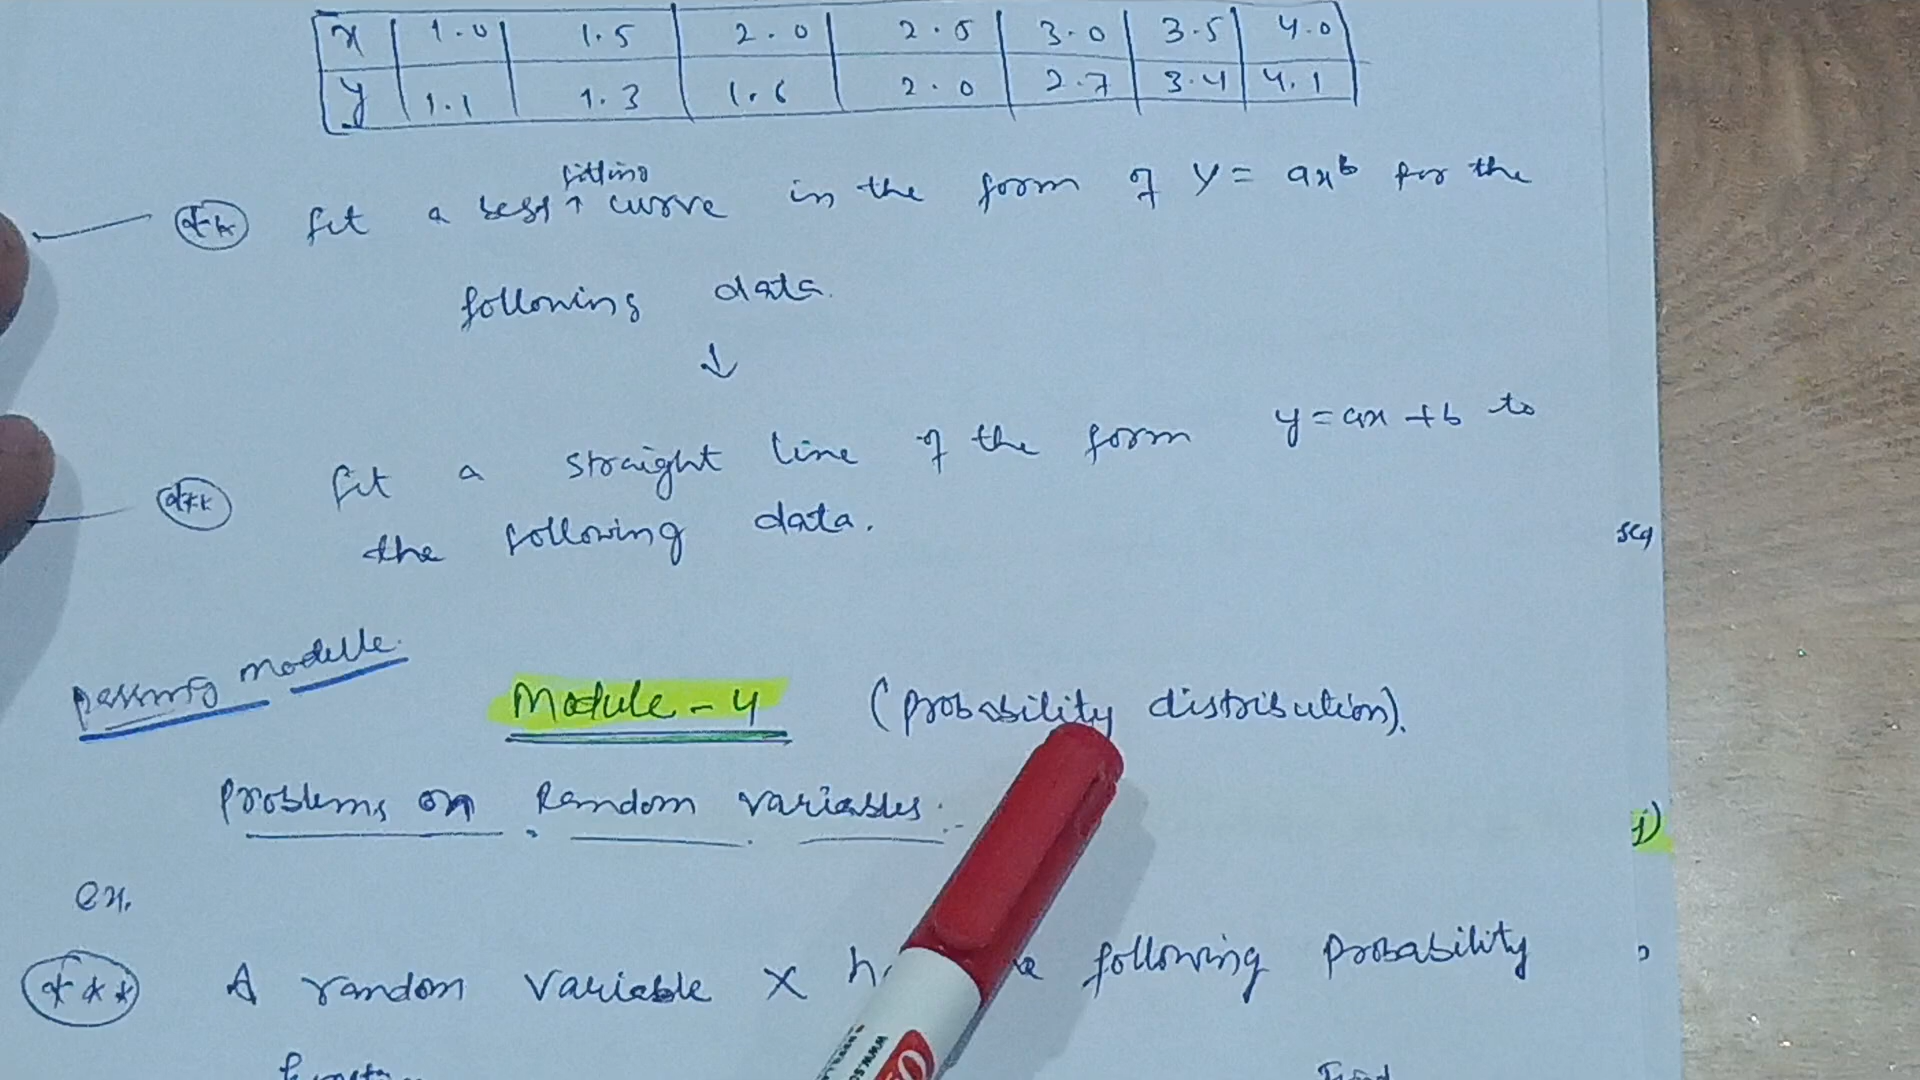 x 1.0 1.5 2.0 2.5 3.0 3.5 4.0
y 1.1 1.3 1.6 2.0 2.7 3.4 4.1
fitting
** fit a best ↑ curve in the form of y = ax^b for the
following data.
↓
*** fit a straight line of the form y = ax + b to
the following data.
passing module.
Module - 4 (probability distribution).
Problems on Random variables :-
ex.
*** A random variable X following probability
Find
1)